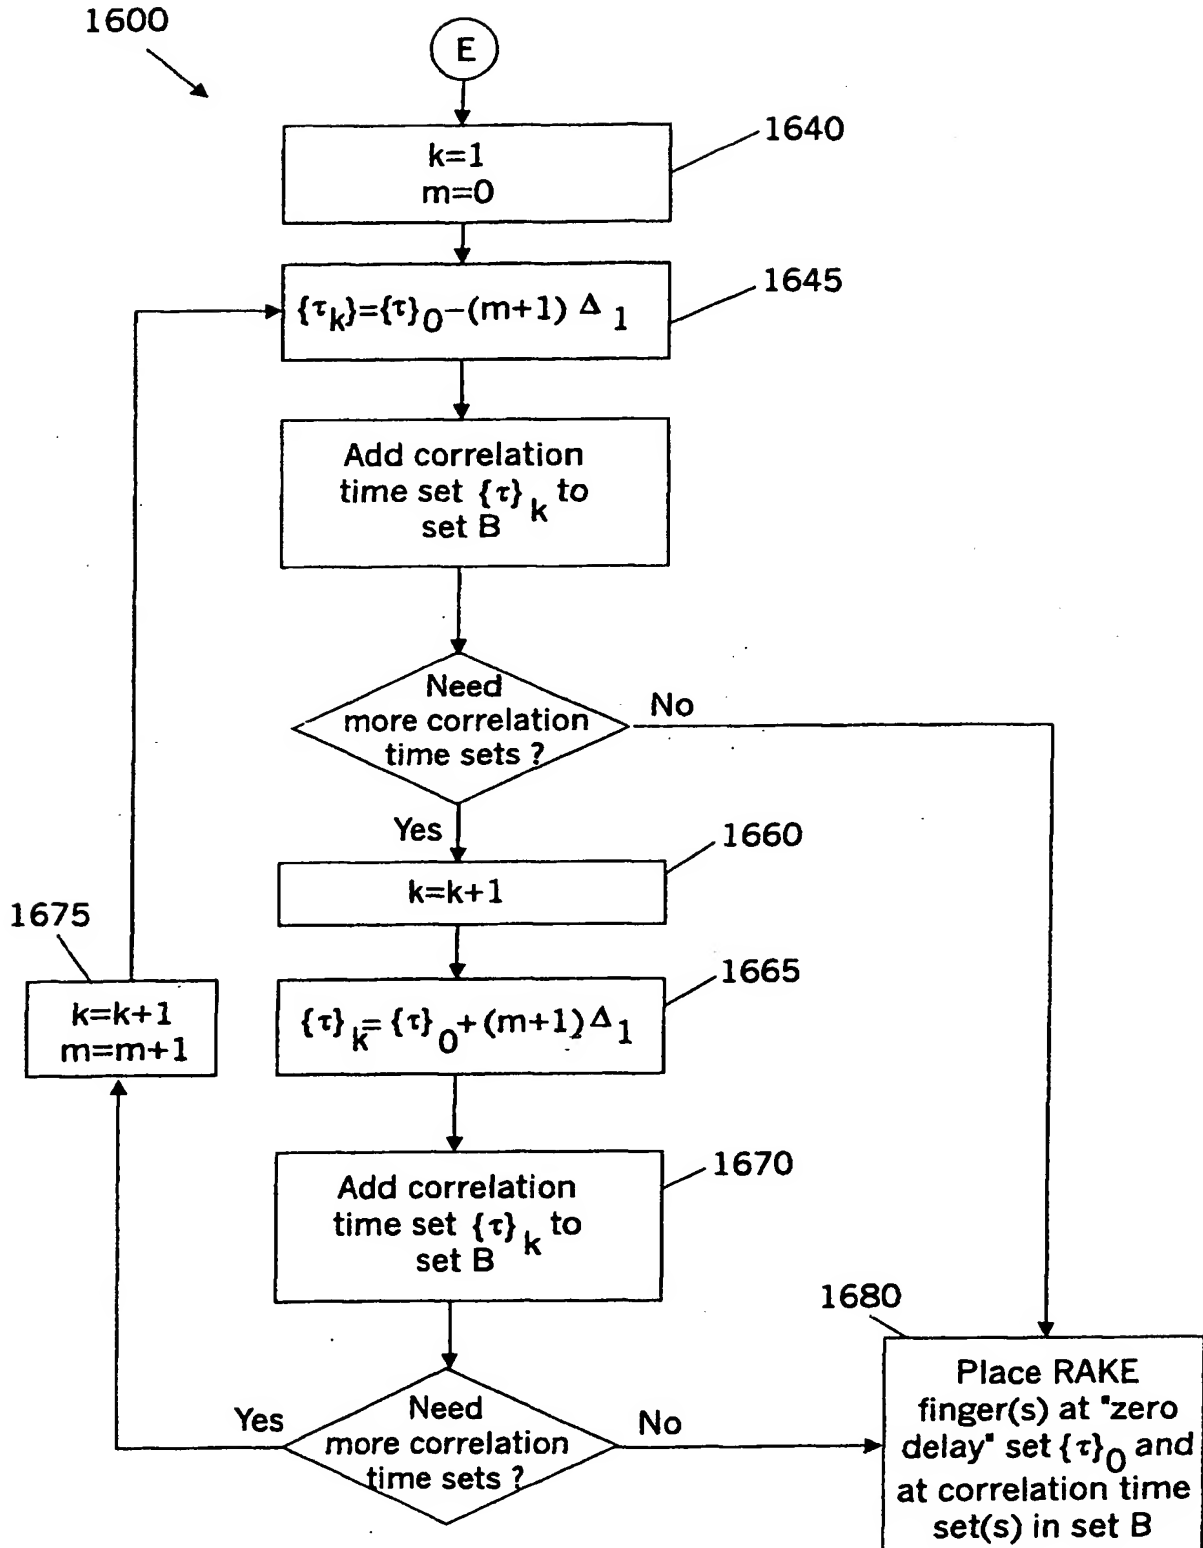 1600
E
k=1
m=0
1640
{τk}={τ}0−(m+1) Δ1
1645
Add correlation
time set {τ}k to
set B
Need
more correlation
time sets ?
No
Yes
1660
k=k+1
1675
k=k+1
m=m+1
1665
{τ}k={τ}0+(m+1)Δ1
1670
Add correlation
time set {τ}k to
set B
1680
Need
more correlation
time sets ?
Yes
No
Place RAKE
finger(s) at "zero
delay" set {τ}0 and
at correlation time
set(s) in set B